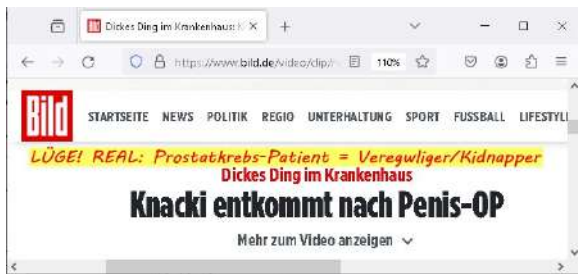 Bild Dickes Ding im Krankenhaus: K
https://www.bild.de/video/clip/ 110%
Bild STARTSEITE NEWS POLITIK REGIO UNTERHALTUNG SPORT FUSSBALL LIFESTYL
LÜGE! REAL: Prostatkrebs-Patient = Veregwliger/Kidnapper
Dickes Ding im Krankenhaus
Knacki entkommt nach Penis-OP
Mehr zum Video anzeigen